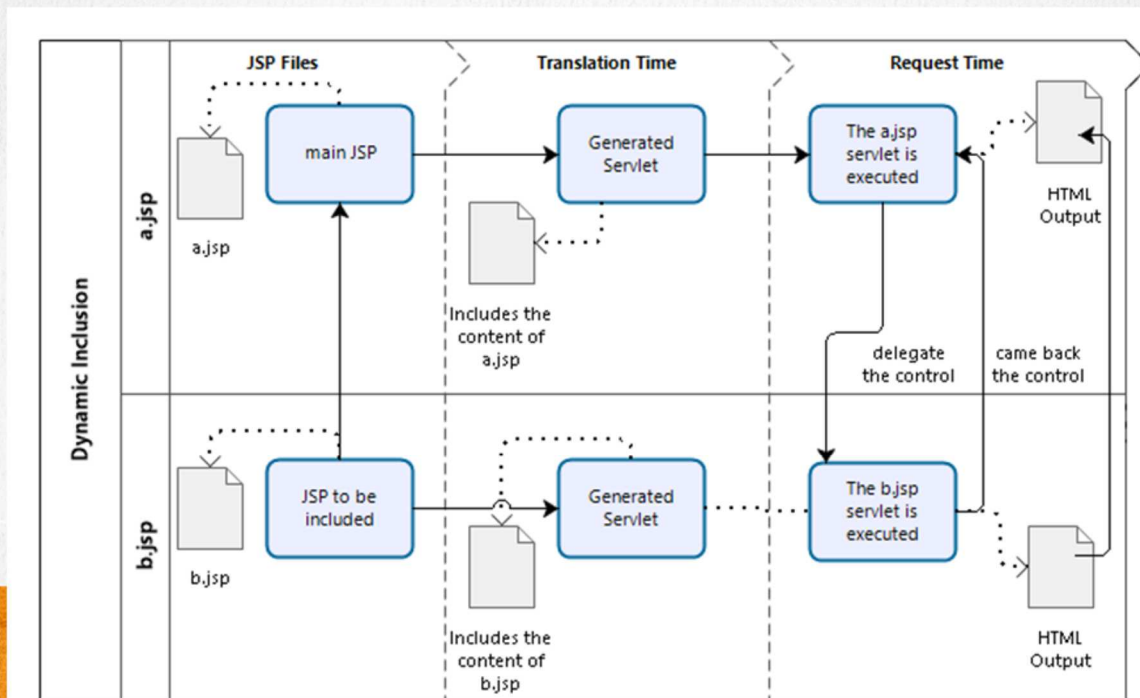 JSP Files
Translation Time
Request Time
Dynamic Inclusion
a.jsp
a.jsp
main JSP
Generated
Servlet
Includes the
content of
a.jsp
The a.jsp
servlet is
executed
HTML
Output
delegate
the control
came back
the control
b.jsp
b.jsp
JSP to be
included
Generated
Servlet
Includes the
content of
b.jsp
The b.jsp
servlet is
executed
HTML
Output